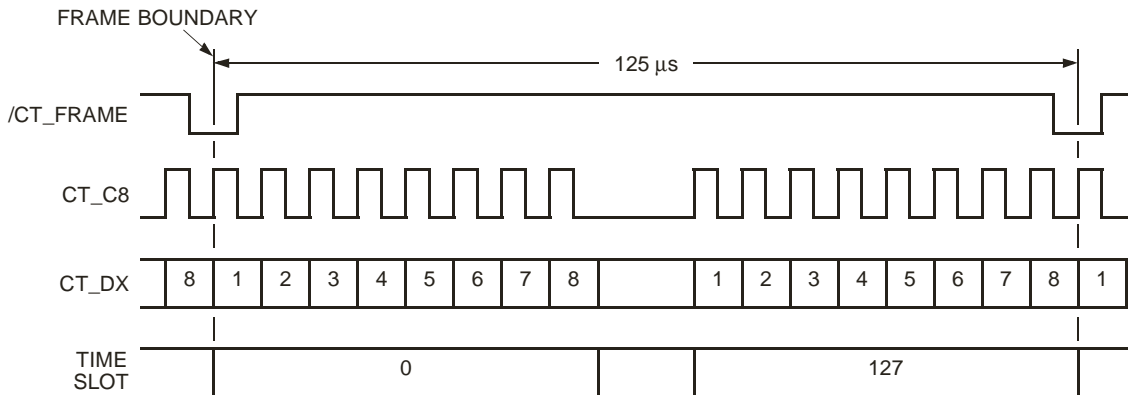 FRAME BOUNDARY
125 μs
/CT_FRAME
CT_C8
CT_DX 8 1 2 3 4 5 6 7 8 1 2 3 4 5 6 7 8 1
TIME
SLOT
0 127